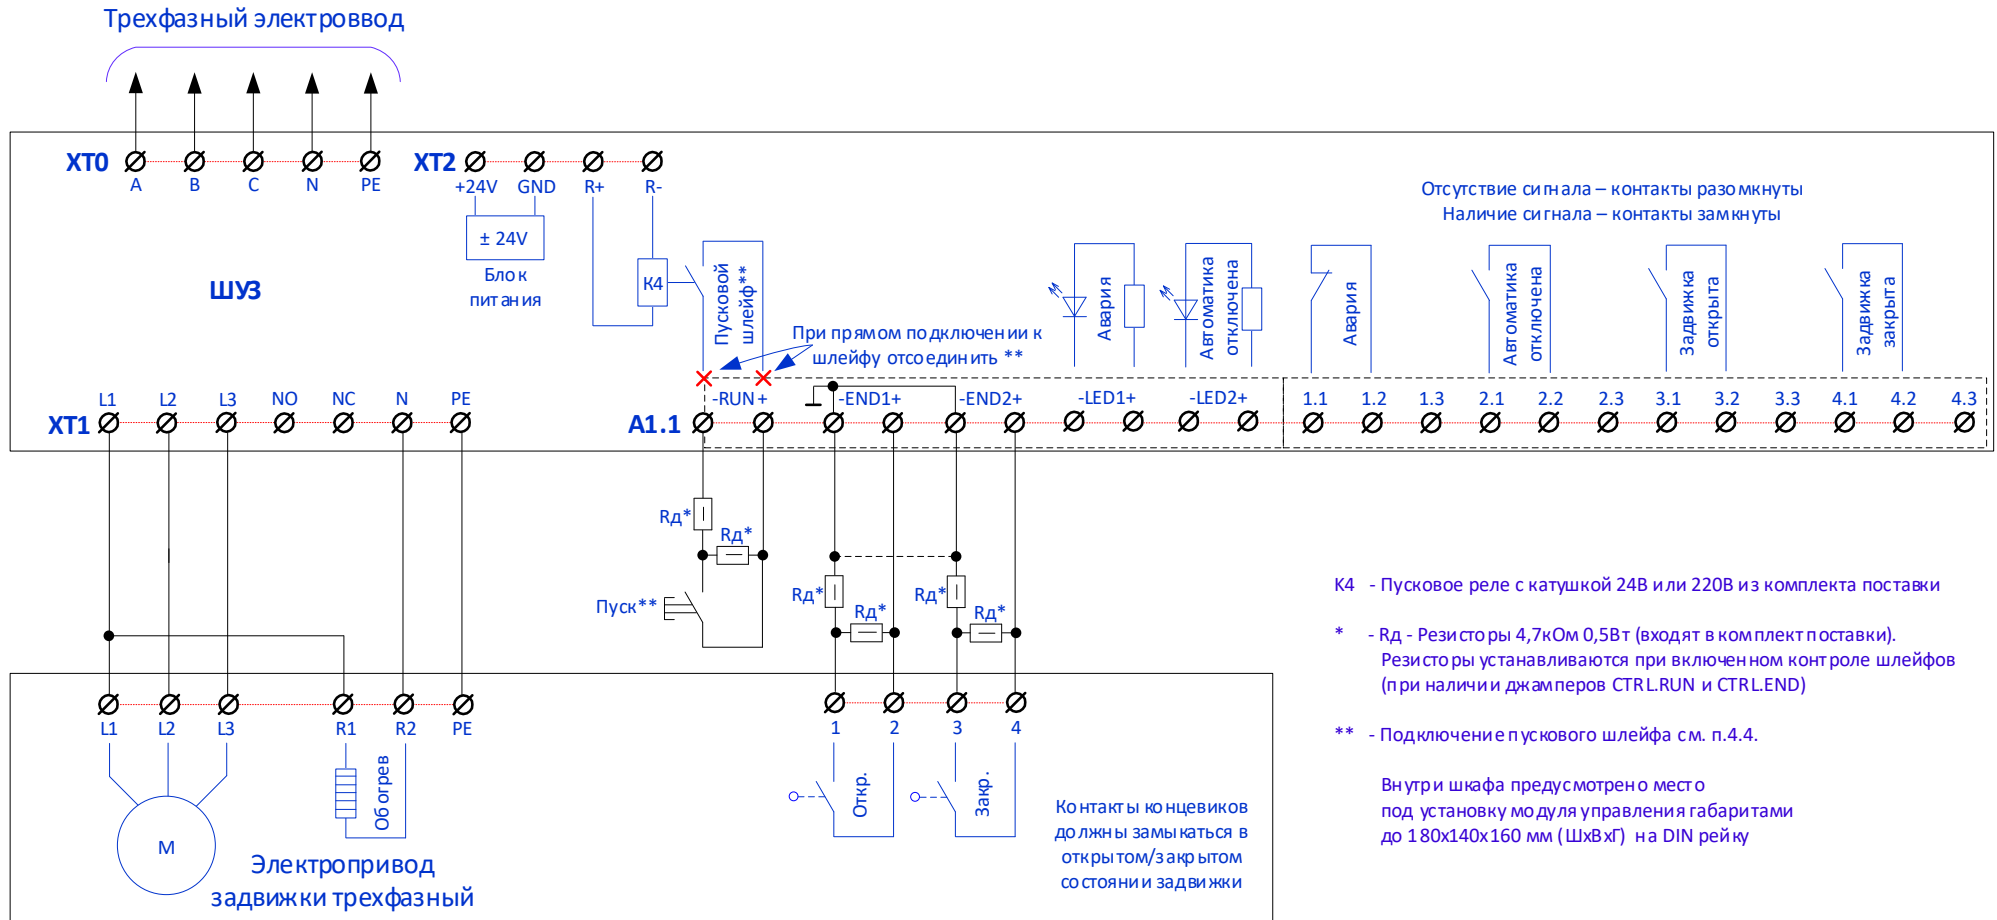 Трехфазный электроввод
XT0
A
B
C
N
PE
XT2
+24V
GND
R+
R-
± 24V
Блок
питания
K4
Пусковой
шлейф**
ШУЗ
При прямом подключении к
шлейфу отсоединить **
Авария
Автоматика
отключена
Отсутствие сигнала – контакты разомкнуты
Наличие сигнала – контакты замкнуты
Авария
Автоматика
отключена
Задвижка
открыта
Задвижка
закрыта
XT1
L1
L2
L3
NO
NC
N
PE
A1.1
-RUN+
-END1+
-END2+
-LED1+
-LED2+
1.1
1.2
1.3
2.1
2.2
2.3
3.1
3.2
3.3
4.1
4.2
4.3
Rд*
Rд*
Пуск**
Rд*
Rд*
Rд*
Rд*
K4 - Пусковое реле с катушкой 24В или 220В из комплекта поставки
* - Rд - Резисторы 4,7кОм 0,5Вт (входят в комплект поставки).
Резисторы устанавливаются при включенном контроле шлейфов
(при наличии джамперов CTRL.RUN и CTRL.END)
** - Подключение пускового шлейфа см. п.4.4.
Внутри шкафа предусмотрено место
под установку модуля управления габаритами
до 180х140х160 мм (ШхВхГ) на DIN рейку
L1
L2
L3
R1
R2
PE
1
2
3
4
Обогрев
M
Откр.
Закр.
Электропривод
задвижки трехфазный
Контакты концевиков
должны замыкаться в
открытом/закрытом
состоянии задвижки